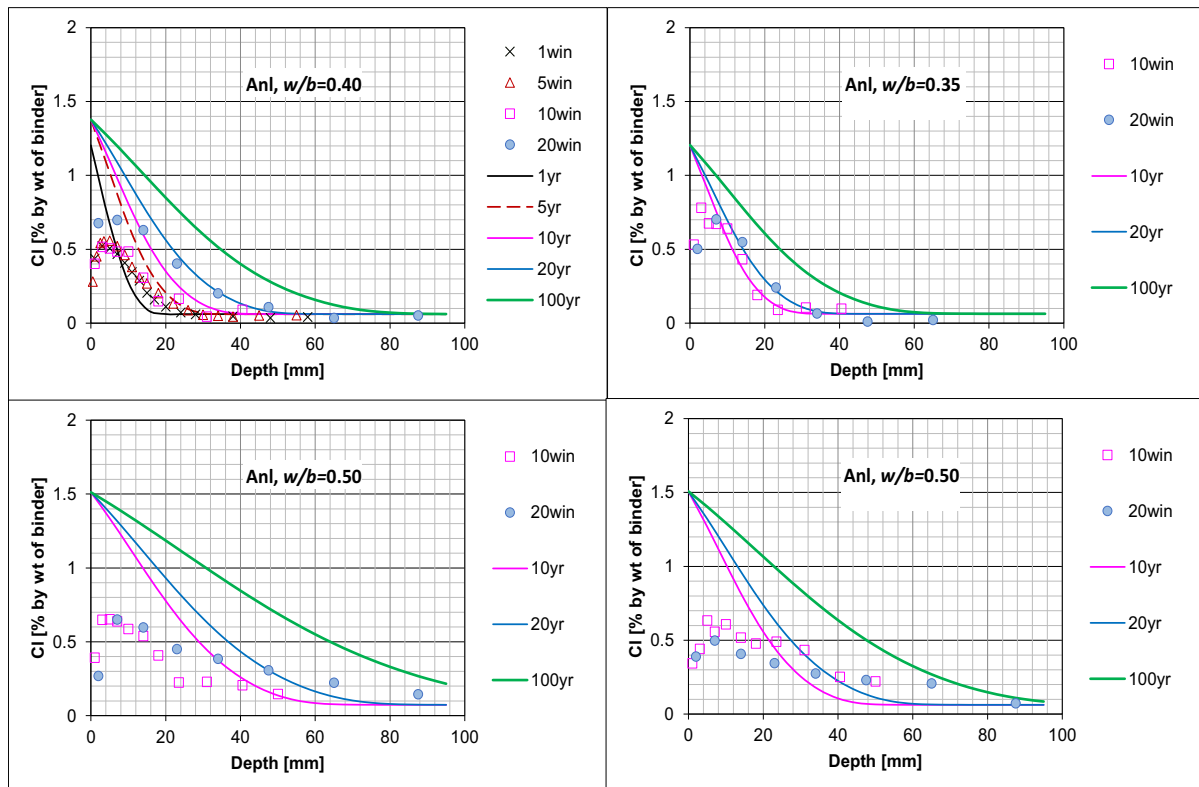 Cl [% by wt of binder]
2
1.5
1
0.5
0
Anl, w/b=0.40
0 20 40 60 80 100
Depth [mm]
1win
5win
10win
20win
1yr
5yr
10yr
20yr
100yr
Cl [% by wt of binder]
2
1.5
1
0.5
0
Anl, w/b=0.35
0 20 40 60 80 100
Depth [mm]
10win
20win
10yr
20yr
100yr
Cl [% by wt of binder]
2
1.5
1
0.5
0
Anl, w/b=0.50
0 20 40 60 80 100
Depth [mm]
10win
20win
10yr
20yr
100yr
Cl [% by wt of binder]
2
1.5
1
0.5
0
Anl, w/b=0.50
0 20 40 60 80 100
Depth [mm]
10win
20win
10yr
20yr
100yr